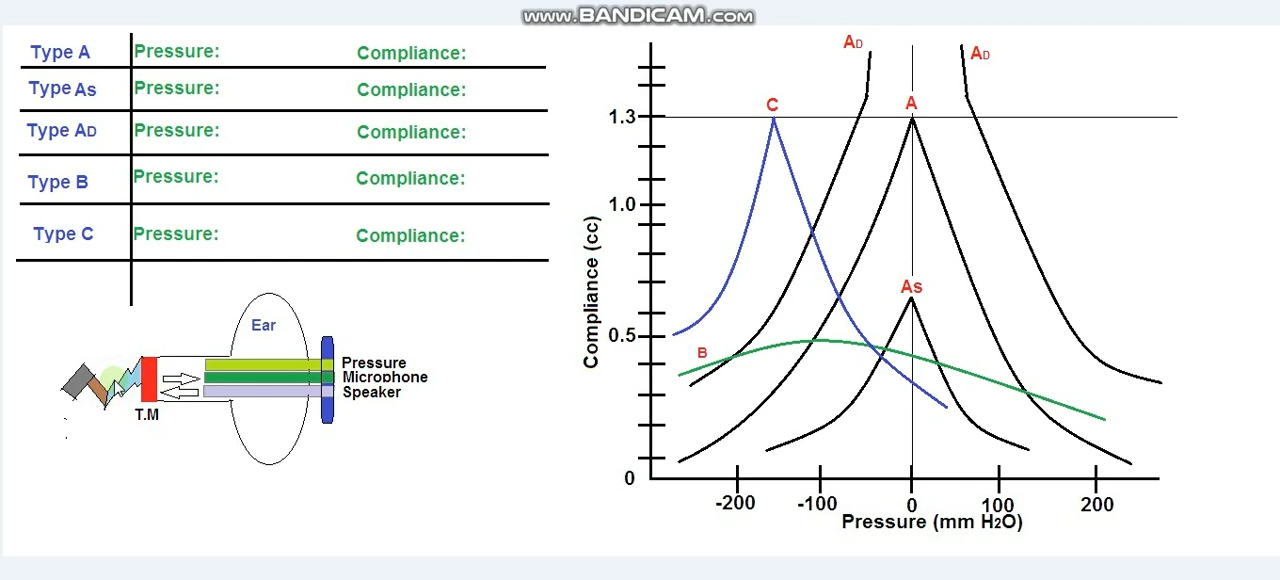 www.BANDICAM.com
Type A Pressure: Compliance:
Type As Pressure: Compliance:
Type AD Pressure: Compliance:
Type B Pressure: Compliance:
Type C Pressure: Compliance:
Ear
Pressure
Microphone
Speaker
T.M
AD
AD
C
A
As
B
Compliance (cc)
1.3
1.0
0.5
0
-200 -100 0 100 200
Pressure (mm H2O)